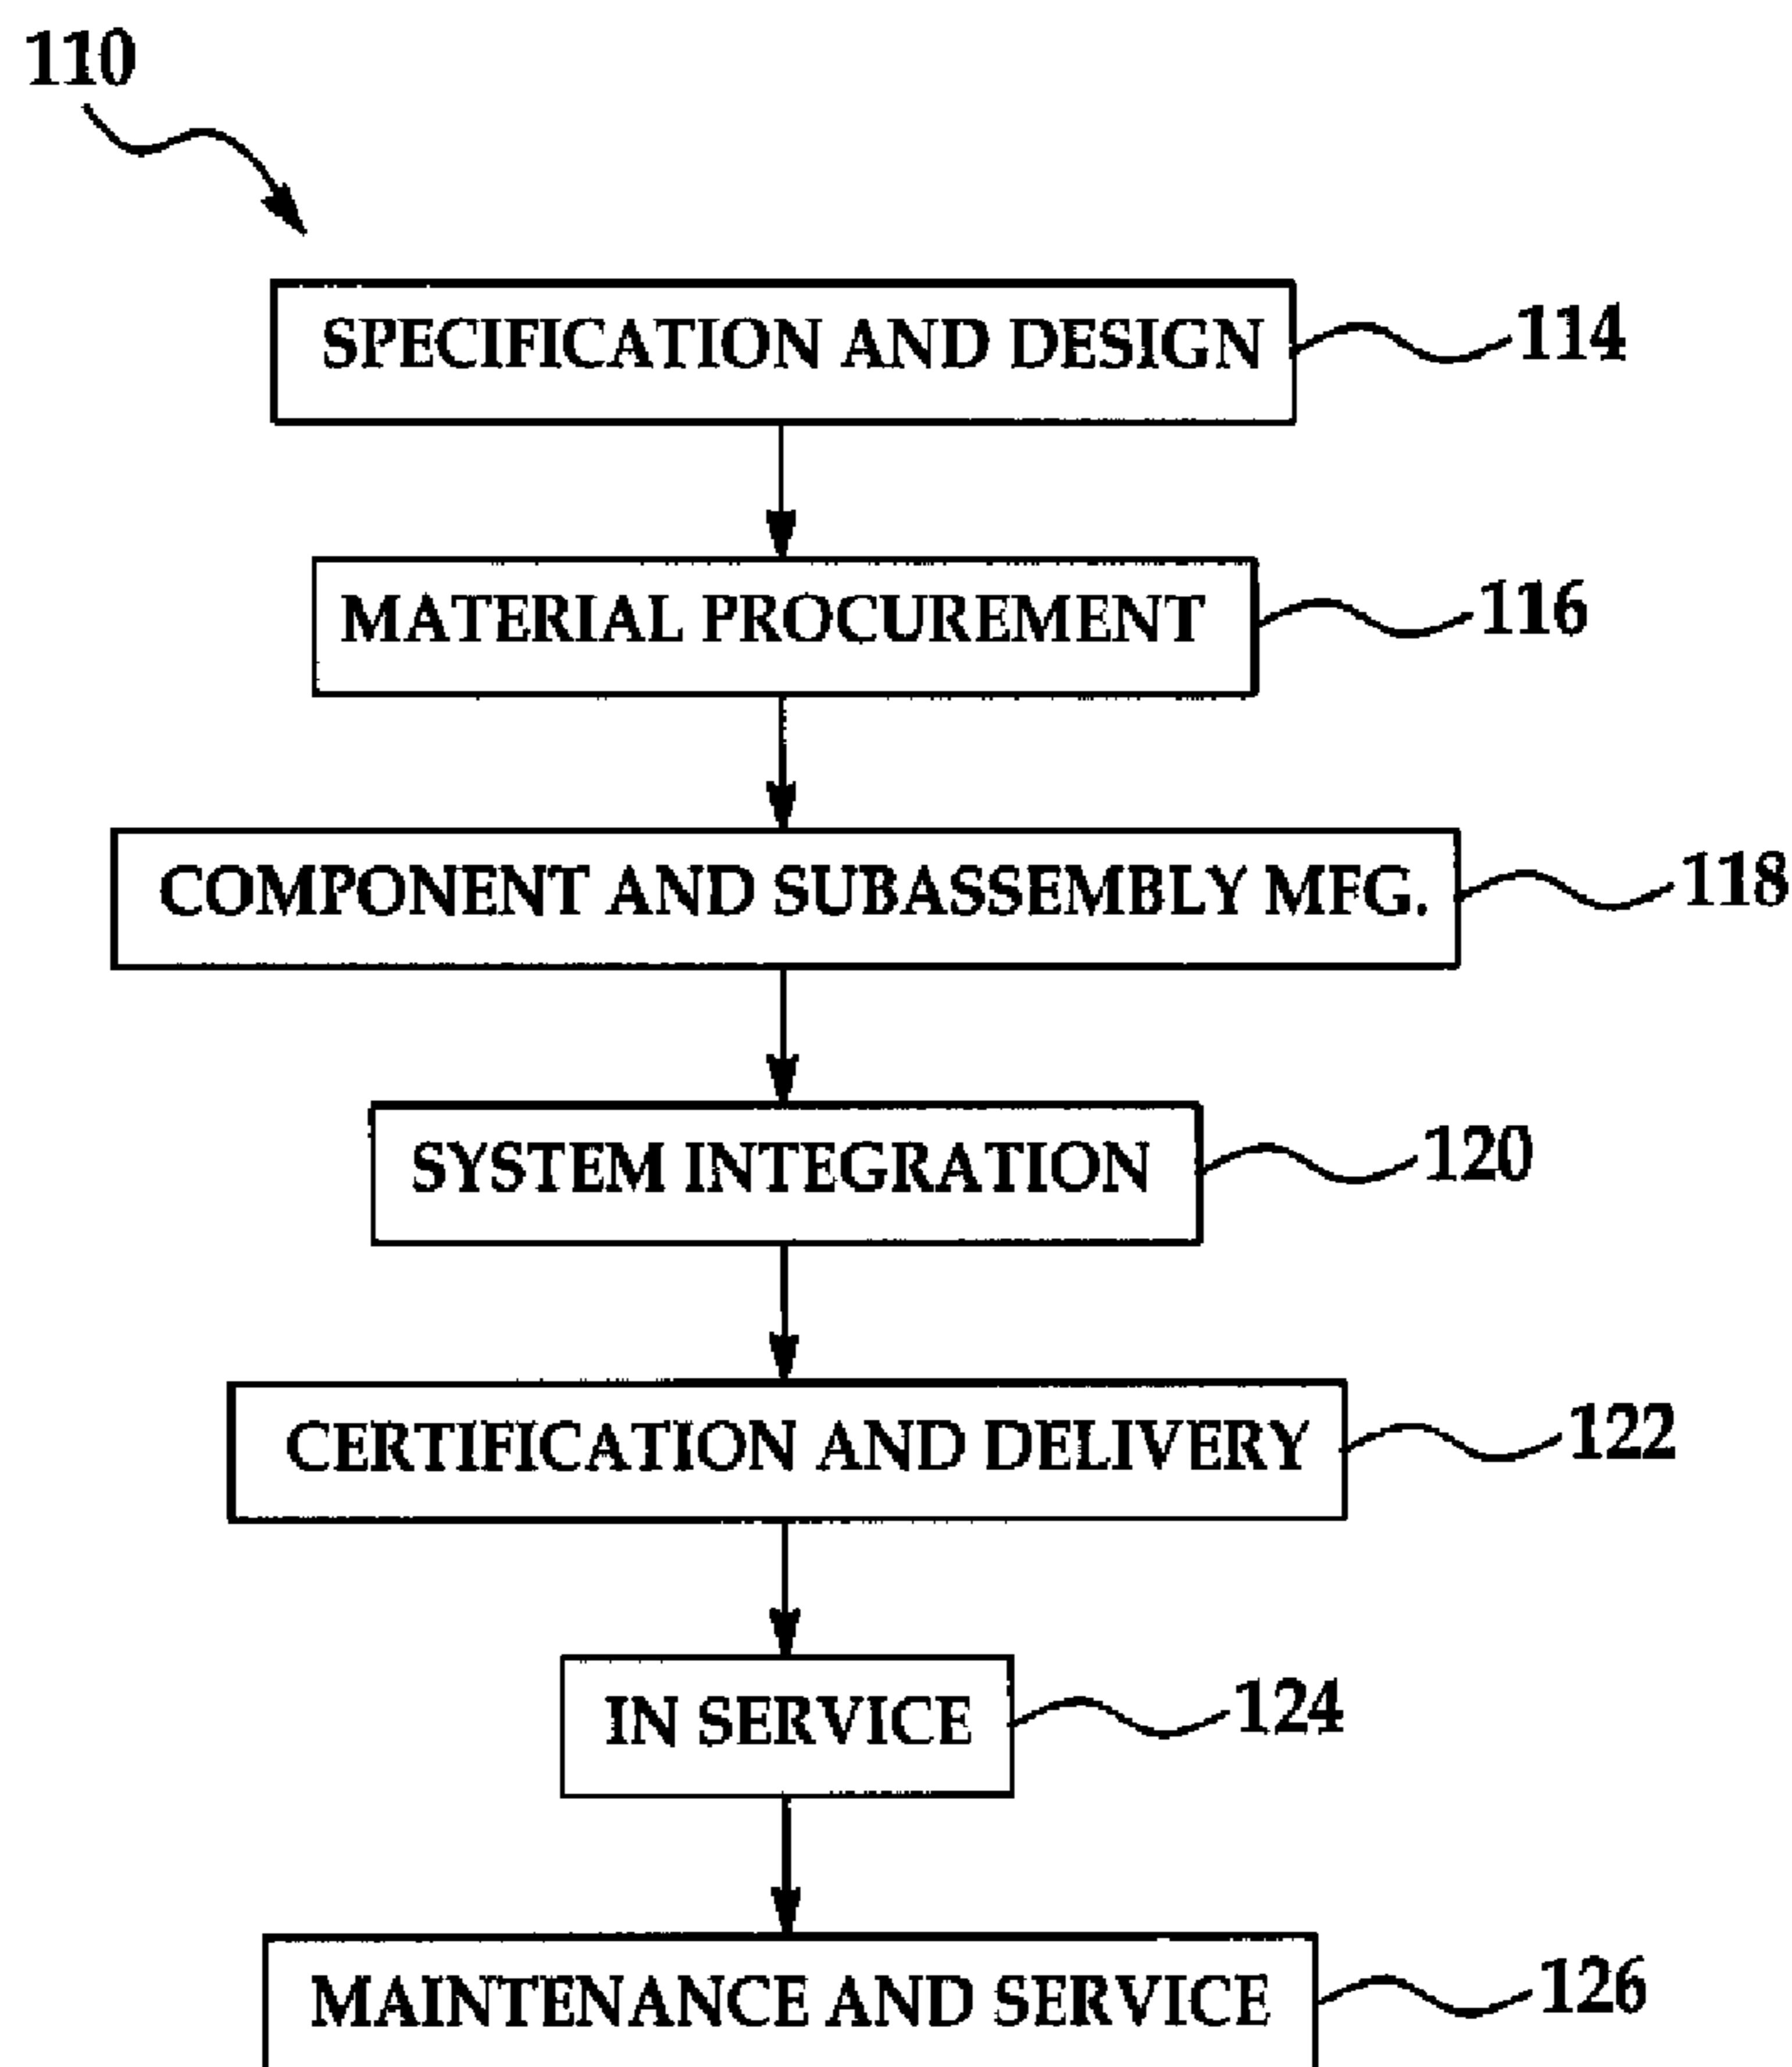 110
SPECIFICATION AND DESIGN 114
MATERIAL PROCUREMENT 116
COMPONENT AND SUBASSEMBLY MFG. 118
SYSTEM INTEGRATION 120
CERTIFICATION AND DELIVERY 122
IN SERVICE 124
MAINTENANCE AND SERVICE 126